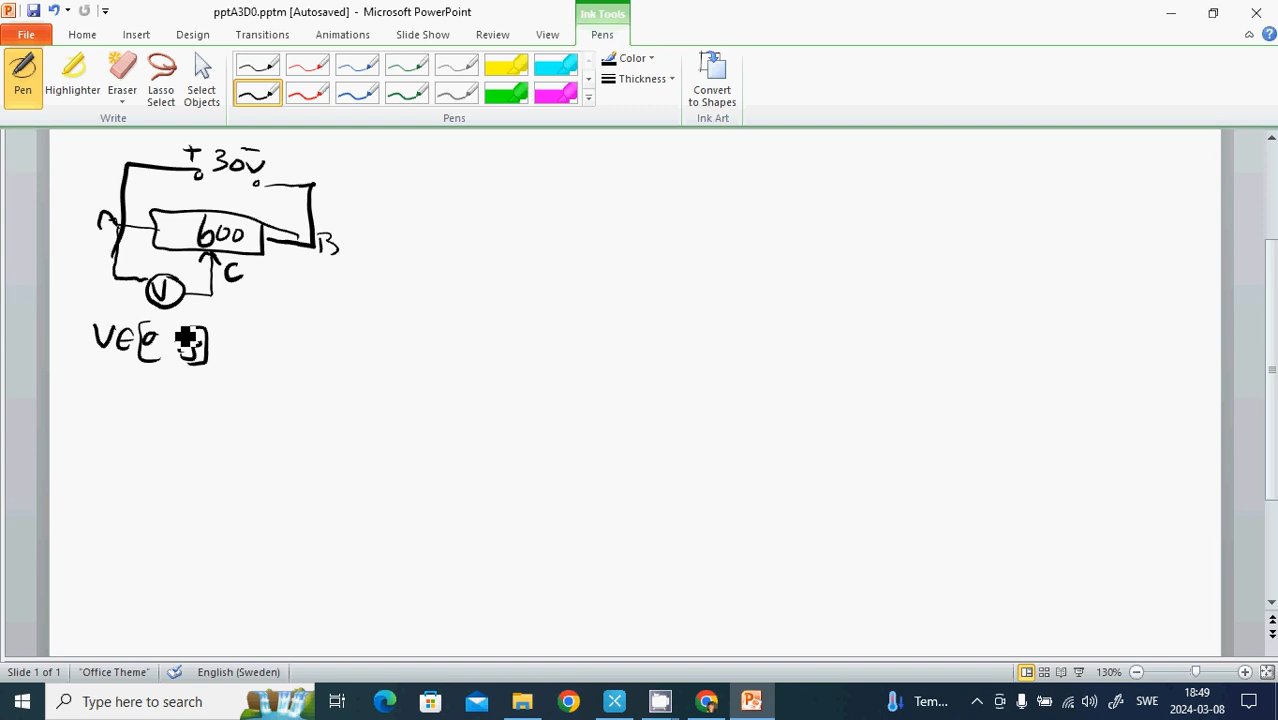 pptA3D0.pptm [Autosaved] - Microsoft PowerPoint
Ink Tools
File Home Insert Design Transitions Animations Slide Show Review View Pens
Pen Highlighter Eraser Lasso Select Select Objects
Color
Thickness
Convert to Shapes
Write Pens Ink Art
+ 30V -
600
B
C
V
V∈[0
Slide 1 of 1 "Office Theme" English (Sweden) 130%
Type here to search
Tem... SWE 18:49
2024-03-08